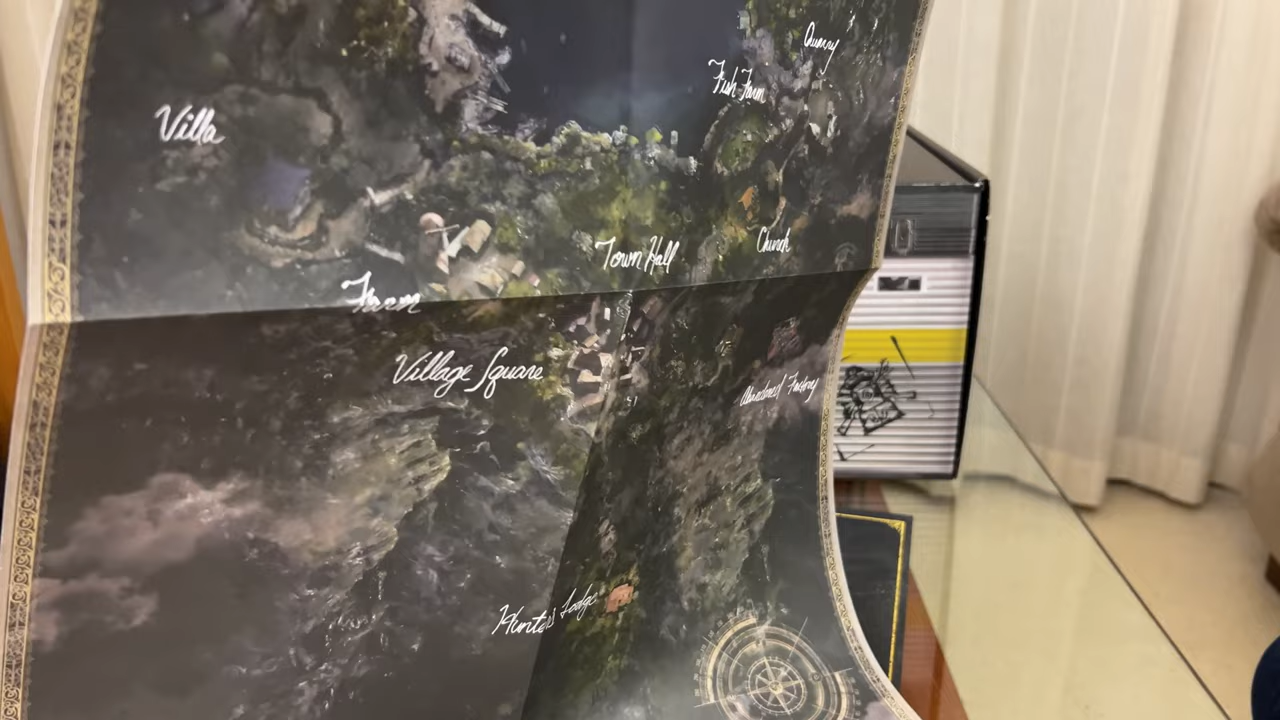 Quarry
Fish Farm
Villa
Church
Town Hall
Farm
Village Square
Abandoned Factory
Hunter's Lodge